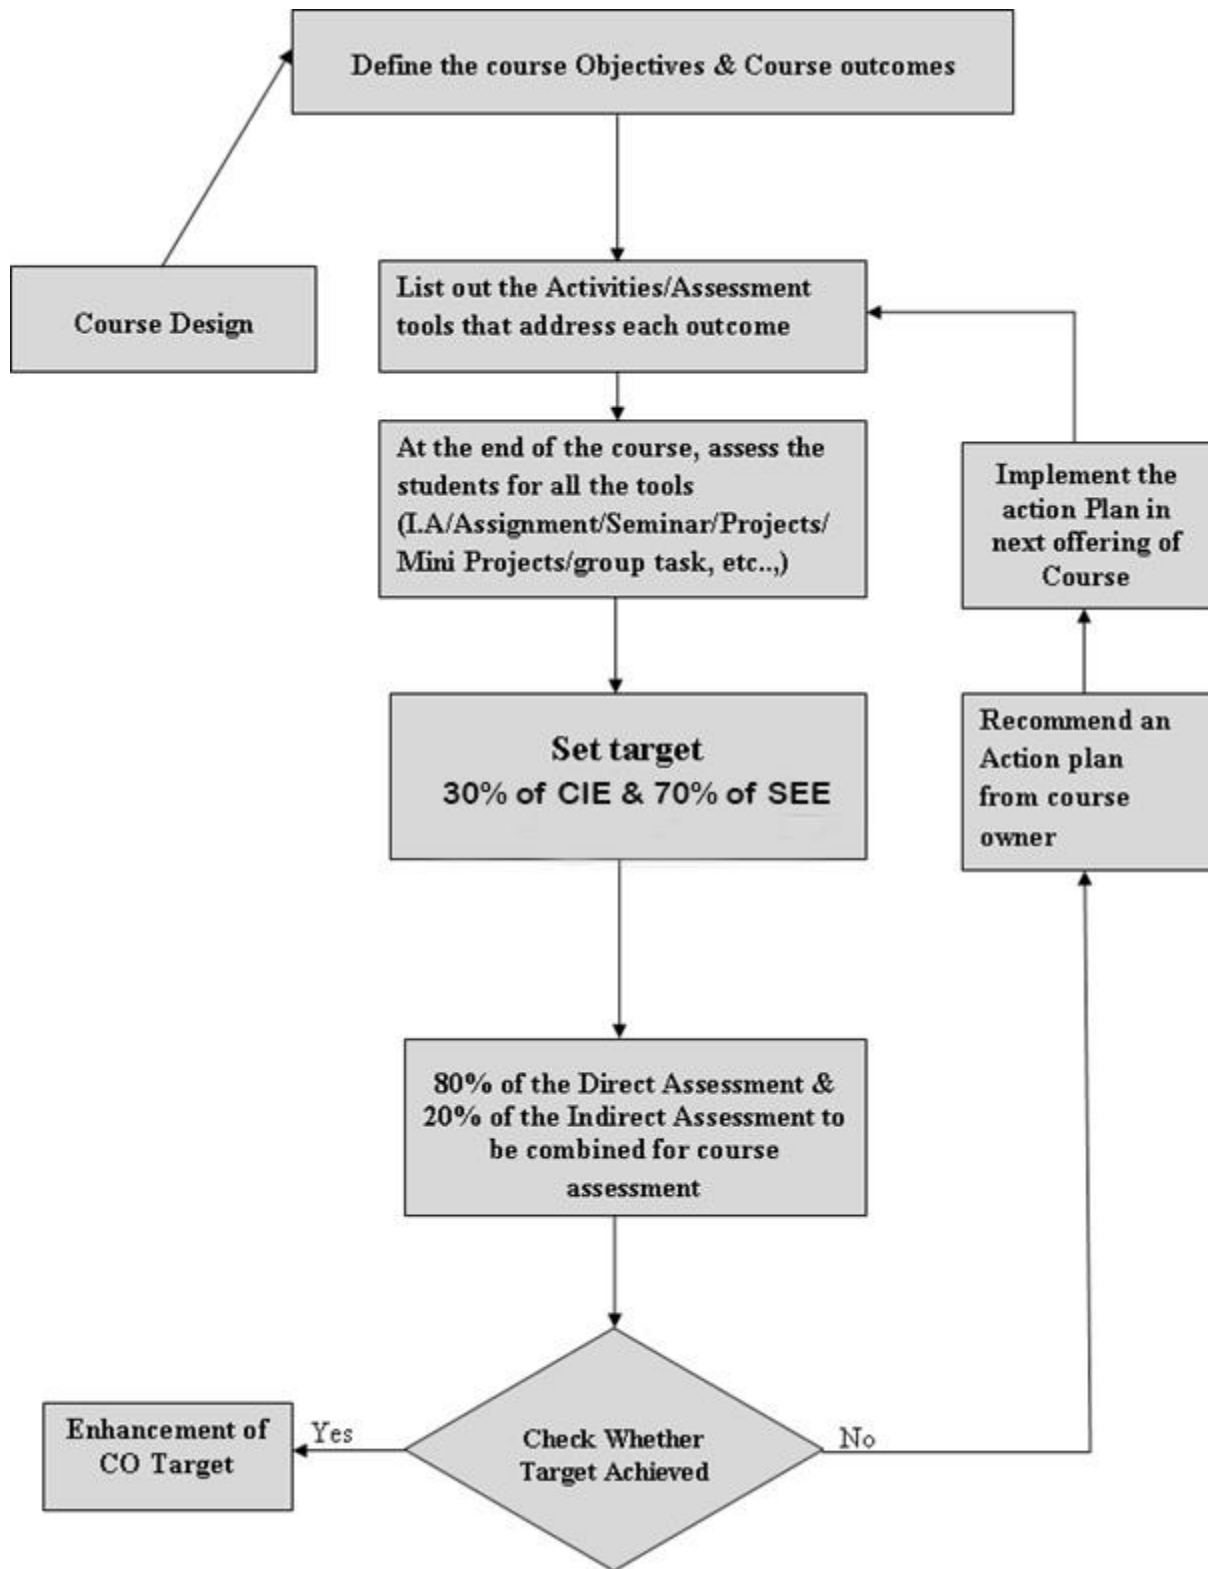 Define the course Objectives & Course outcomes
Course Design
List out the Activities/Assessment
tools that address each outcome
At the end of the course, assess the
students for all the tools
(I.A/Assignment/Seminar/Projects/
Mini Projects/group task, etc..,)
Implement the
action Plan in
next offering of
Course
Set target
30% of CIE & 70% of SEE
Recommend an
Action plan
from course
owner
80% of the Direct Assessment &
20% of the Indirect Assessment to
be combined for course
assessment
Enhancement of
CO Target
Yes
Check Whether
Target Achieved
No